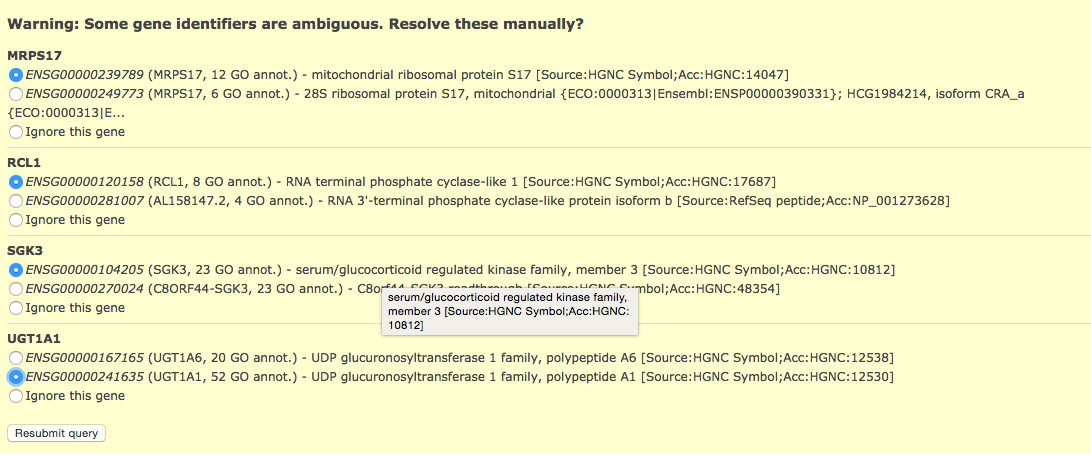 Warning: Some gene identifiers are ambiguous. Resolve these manually?
MRPS17
ENSG00000239789 (MRPS17, 12 GO annot.) - mitochondrial ribosomal protein S17 [Source:HGNC Symbol;Acc:HGNC:14047]
ENSG00000249773 (MRPS17, 6 GO annot.) - 28S ribosomal protein S17, mitochondrial {ECO:0000313|Ensembl:ENSP00000390331}; HCG1984214, isoform CRA_a
{ECO:0000313|E...
Ignore this gene
RCL1
ENSG00000120158 (RCL1, 8 GO annot.) - RNA terminal phosphate cyclase-like 1 [Source:HGNC Symbol;Acc:HGNC:17687]
ENSG00000281007 (AL158147.2, 4 GO annot.) - RNA 3'-terminal phosphate cyclase-like protein isoform b [Source:RefSeq peptide;Acc:NP_001273628]
Ignore this gene
SGK3
ENSG00000104205 (SGK3, 23 GO annot.) - serum/glucocorticoid regulated kinase family, member 3 [Source:HGNC Symbol;Acc:HGNC:10812]
ENSG00000270024 (C8ORF44-SGK3, 23 GO annot.) - C8orf44-SGK3 readthrough [Source:HGNC Symbol;Acc:HGNC:48354]
serum/glucocorticoid regulated kinase family,
member 3 [Source:HGNC Symbol;Acc:HGNC:
10812]
Ignore this gene
UGT1A1
ENSG00000167165 (UGT1A6, 20 GO annot.) - UDP glucuronosyltransferase 1 family, polypeptide A6 [Source:HGNC Symbol;Acc:HGNC:12538]
ENSG00000241635 (UGT1A1, 52 GO annot.) - UDP glucuronosyltransferase 1 family, polypeptide A1 [Source:HGNC Symbol;Acc:HGNC:12530]
Ignore this gene
Resubmit query